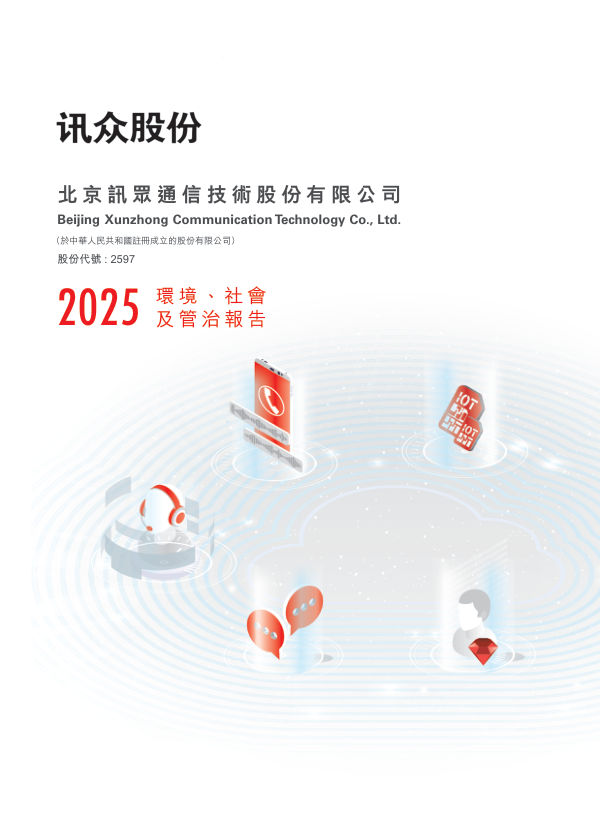 讯众股份
北京訊眾通信技術股份有限公司
Beijing Xunzhong Communication Technology Co., Ltd.
(於中華人民共和國註冊成立的股份有限公司)
股份代號 : 2597
2025 環境、社會
及管治報告
IOT
IOT